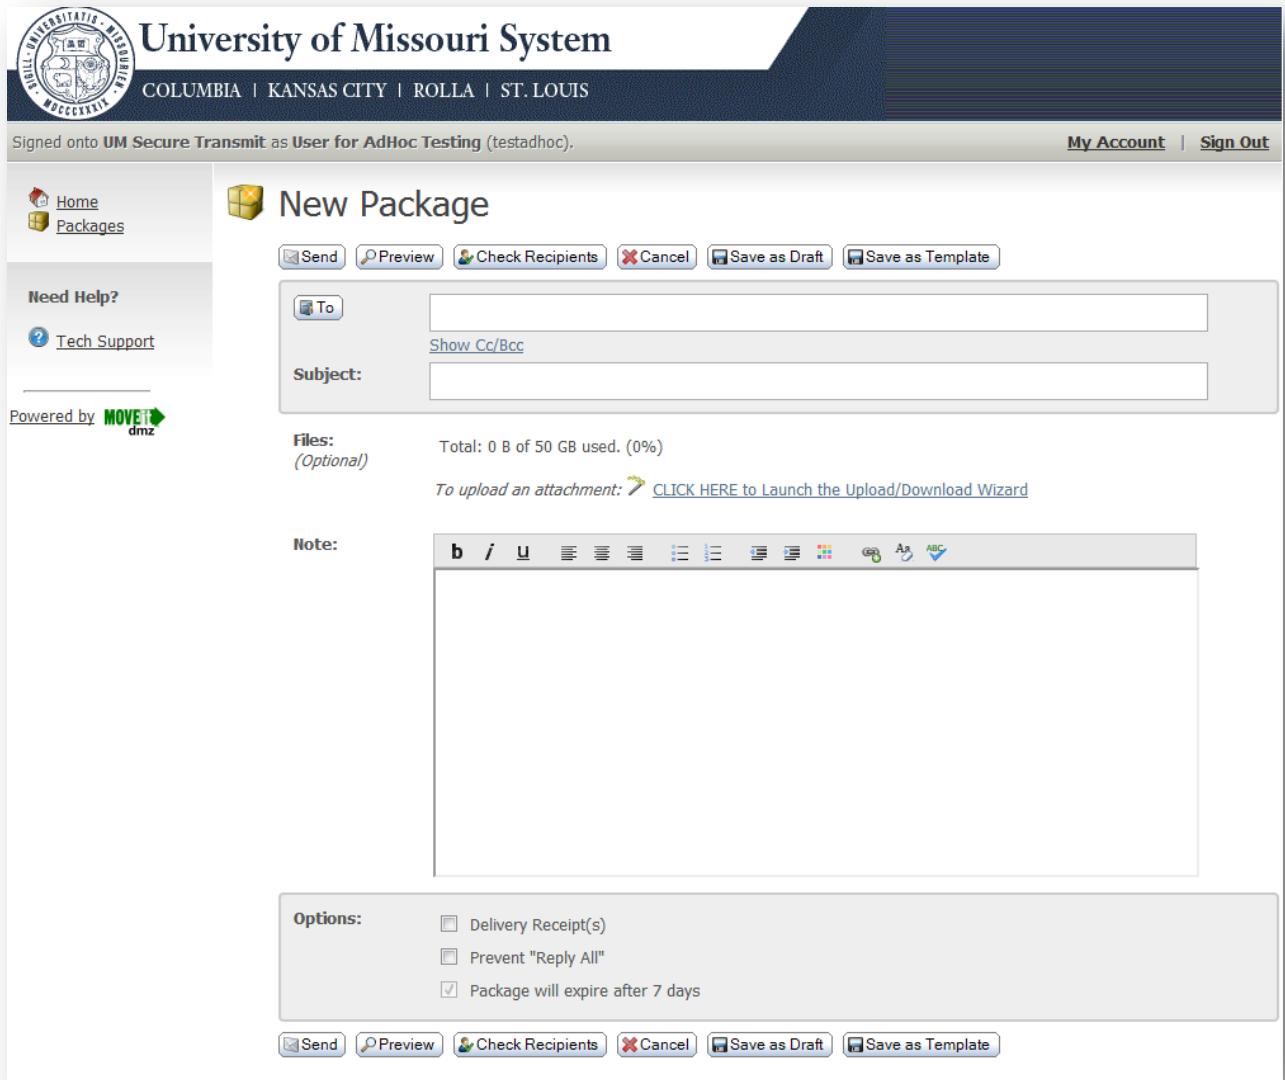 SIGILL · UNIVERSITATIS · MISSOURIEN
MDCCCXXXIX
University of Missouri System
COLUMBIA | KANSAS CITY | ROLLA | ST. LOUIS
Signed onto UM Secure Transmit as User for AdHoc Testing (testadhoc).
My Account | Sign Out
Home
Packages
Need Help?
Tech Support
Powered by MOVEit dmz
New Package
Send Preview Check Recipients Cancel Save as Draft Save as Template
To
Show Cc/Bcc
Subject:
Files:
(Optional)
Total: 0 B of 50 GB used. (0%)
To upload an attachment: CLICK HERE to Launch the Upload/Download Wizard
Note:
b i u ABC
Options:
Delivery Receipt(s)
Prevent "Reply All"
Package will expire after 7 days
Send Preview Check Recipients Cancel Save as Draft Save as Template